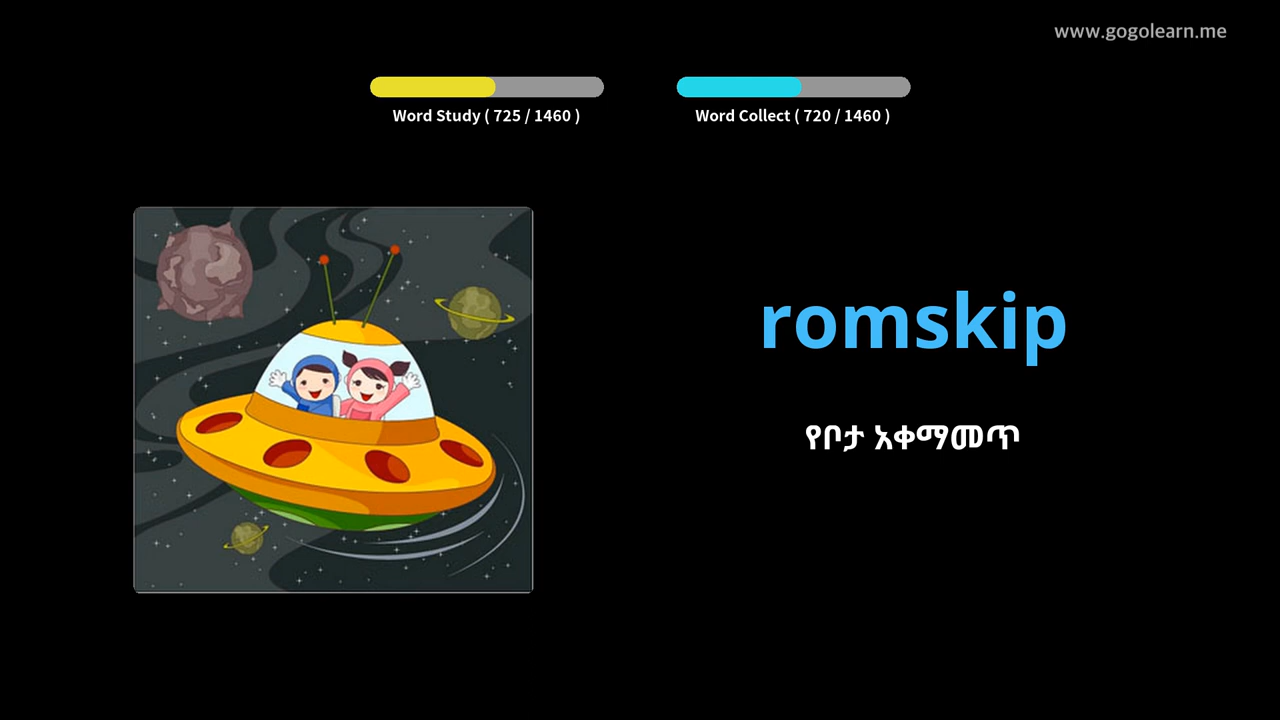 www.gogolearn.me
Word Study ( 725 / 1460 )
Word Collect ( 720 / 1460 )
romskip
የቦታ አቀማመጥ